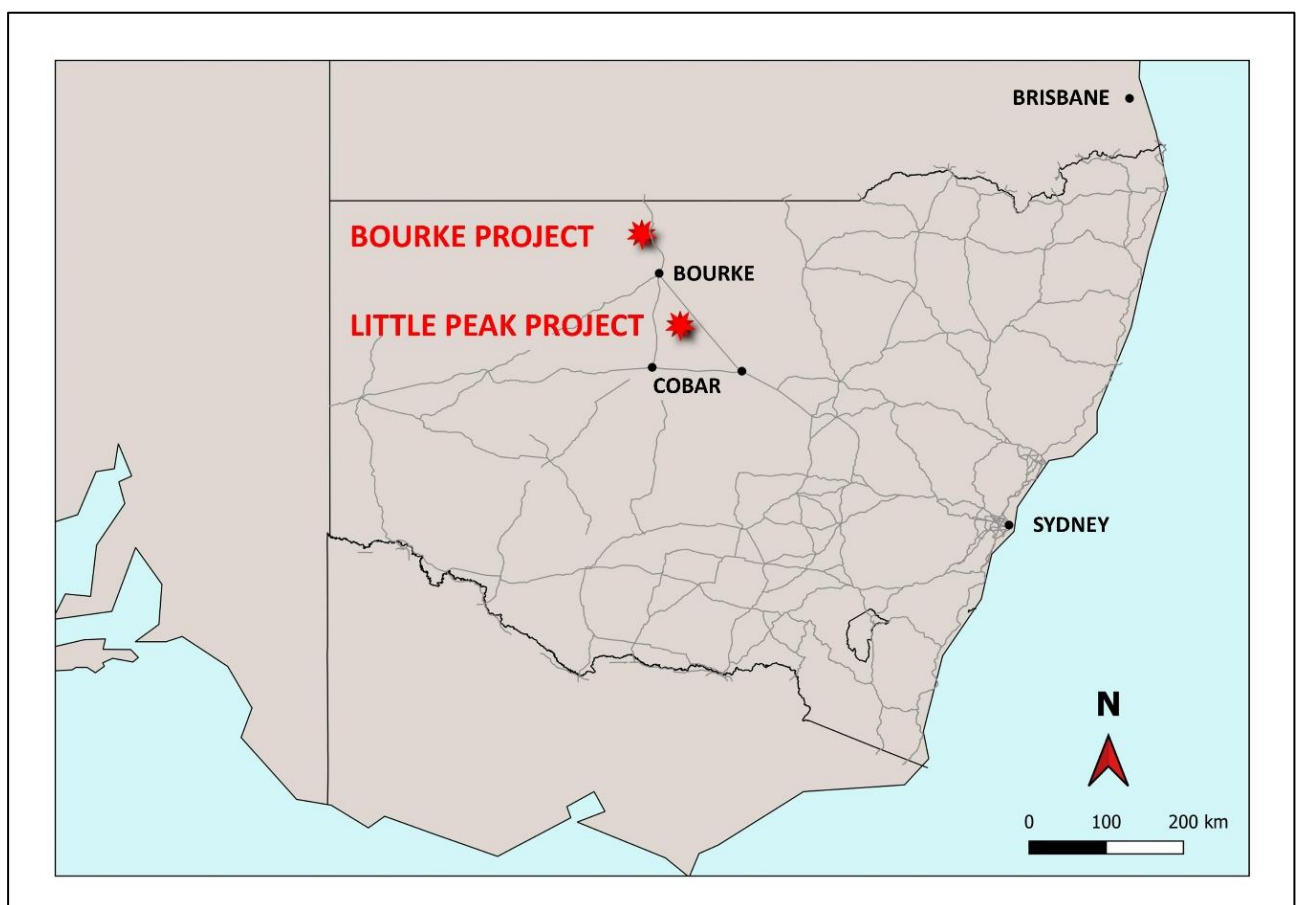 BRISBANE
BOURKE PROJECT
BOURKE
LITTLE PEAK PROJECT
COBAR
SYDNEY
N
0 100 200 km